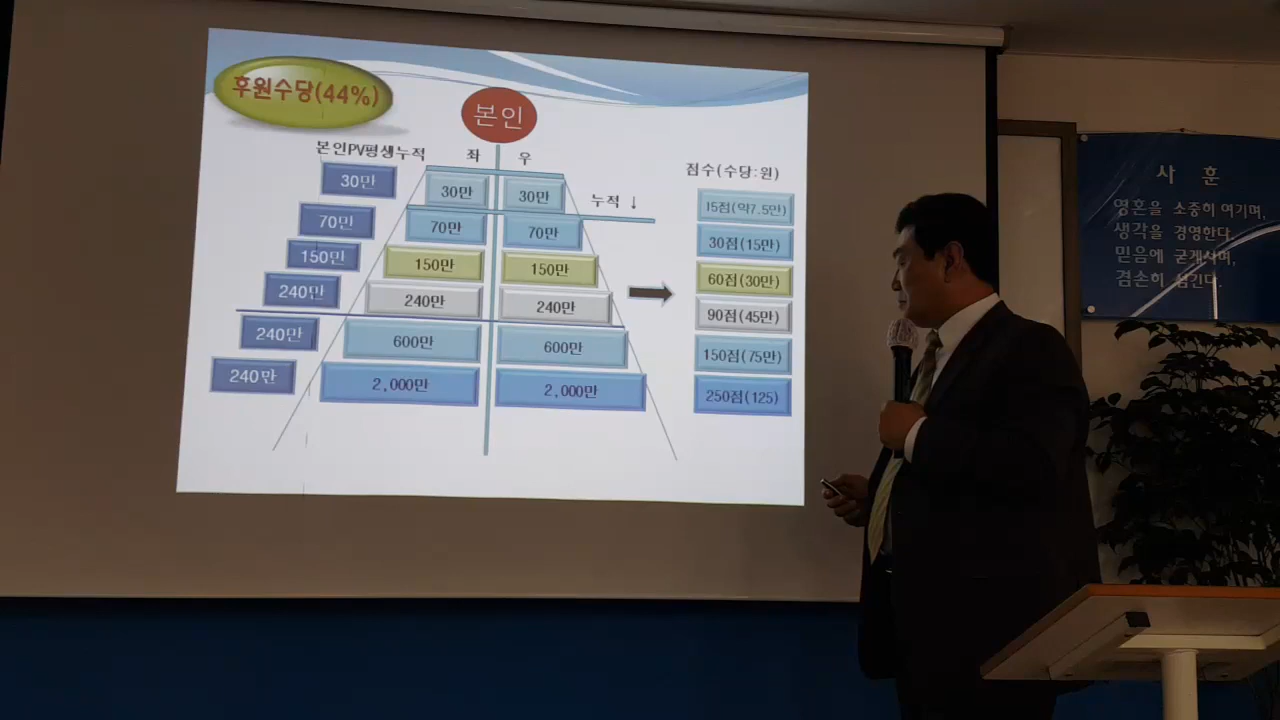 후원수당(44%)
본인
본인PV평생누적
좌 우
점수(수당:원)
30만 30만 30만 15점(약7.5만)
누적 ↓
70만 70만 70만 30점(15만)
150만 150만 150만 60점(30만)
240만 240만 240만 90점(45만)
240만 600만 600만 150점(75만)
240만 2,000만 2,000만 250점(125)
사 훈
영혼을 소중히 여기며,
생각을 경영한다.
믿음에 굳게서며,
겸손히 섬긴다.